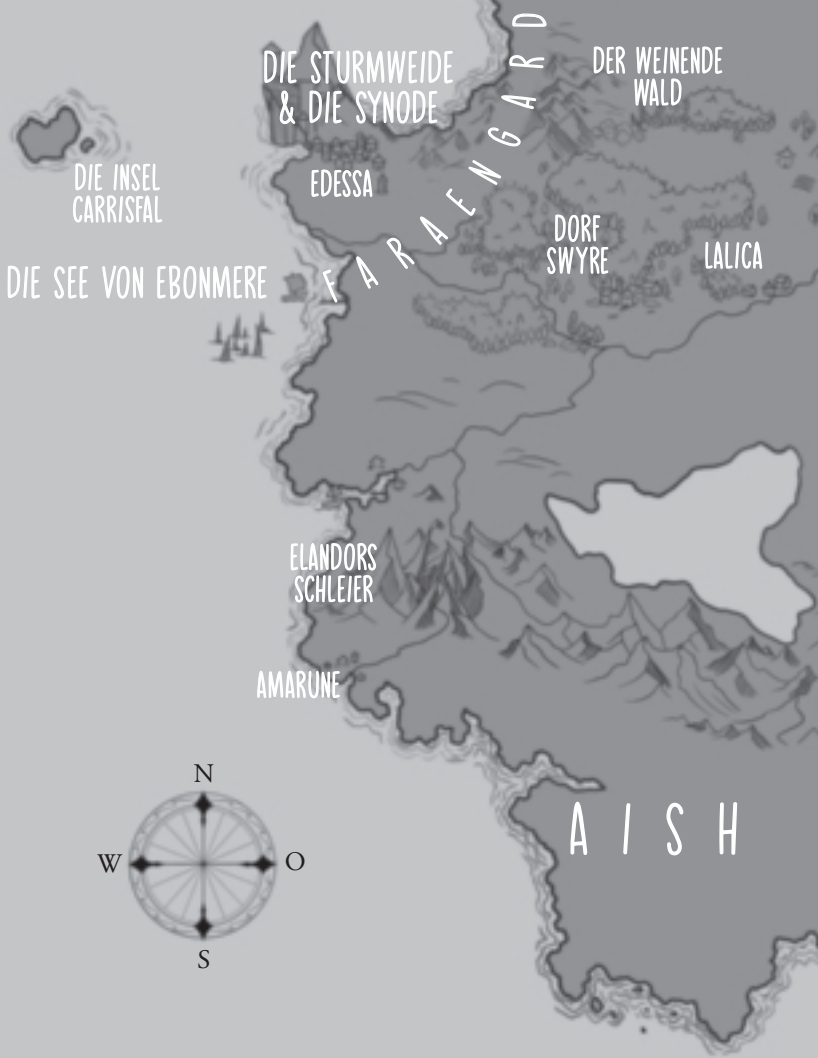 DIE STURMWEIDE
& DIE SYNODE
DER WEINENDE
WALD
DIE INSEL
CARRISFAL
EDESSA
FARAENGARD
DORF
SWYRE
LALICA
DIE SEE VON EBONMERE
ELANDORS
SCHLEIER
AMARUNE
N
W
O
S
AISH